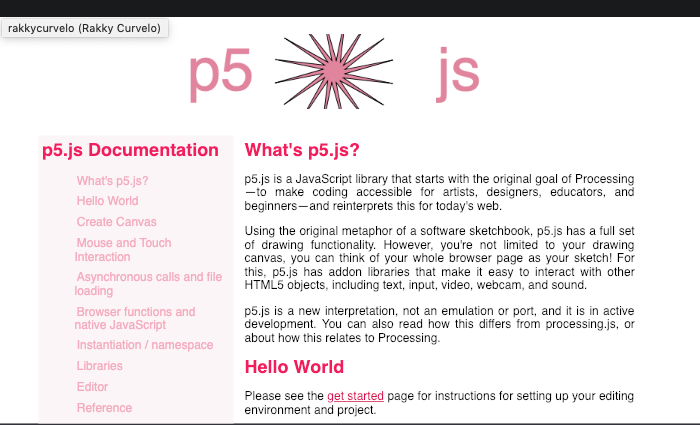 rakkycurvelo (Rakky Curvelo)
p5 js
p5.js Documentation
What's p5.js?
Hello World
Create Canvas
Mouse and Touch
Interaction
Asynchronous calls and file
loading
Browser functions and
native JavaScript
Instantiation / namespace
Libraries
Editor
Reference
What's p5.js?
p5.js is a JavaScript library that starts with the original goal of Processing
—to make coding accessible for artists, designers, educators, and
beginners—and reinterprets this for today's web.
Using the original metaphor of a software sketchbook, p5.js has a full set
of drawing functionality. However, you're not limited to your drawing
canvas, you can think of your whole browser page as your sketch! For
this, p5.js has addon libraries that make it easy to interact with other
HTML5 objects, including text, input, video, webcam, and sound.
p5.js is a new interpretation, not an emulation or port, and it is in active
development. You can also read how this differs from processing.js, or
about how this relates to Processing.
Hello World
Please see the get started page for instructions for setting up your editing
environment and project.